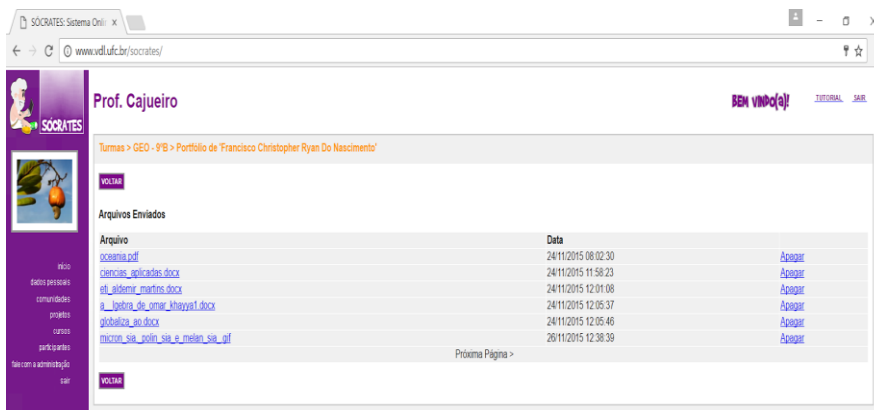 SÓCRATES: Sistema Onli x
www.vdl.ufc.br/socrates/
SÓCRATES
Prof. Cajueiro
BEM VINDO(a)!
TUTORIAL SAIR
Turmas > GEO - 9ºB > Portfólio de 'Francisco Christopher Ryan Do Nascimento'
VOLTAR
Arquivos Enviados
Arquivo Data
oceania.pdf 24/11/2015 08:02:30 Apagar
ciencias_aplicadas.docx 24/11/2015 11:58:23 Apagar
eti_aldemir_martins.docx 24/11/2015 12:01:08 Apagar
a__lgebra_de_omar_khayya1.docx 24/11/2015 12:05:37 Apagar
globaliza_ao.docx 24/11/2015 12:05:46 Apagar
micron_sia._polin_sia_e_melan_sia_.gif 26/11/2015 12:38:39 Apagar
Próxima Página >
VOLTAR
início
dados pessoais
comunidades
projetos
cursos
participantes
fale com a administração
sair